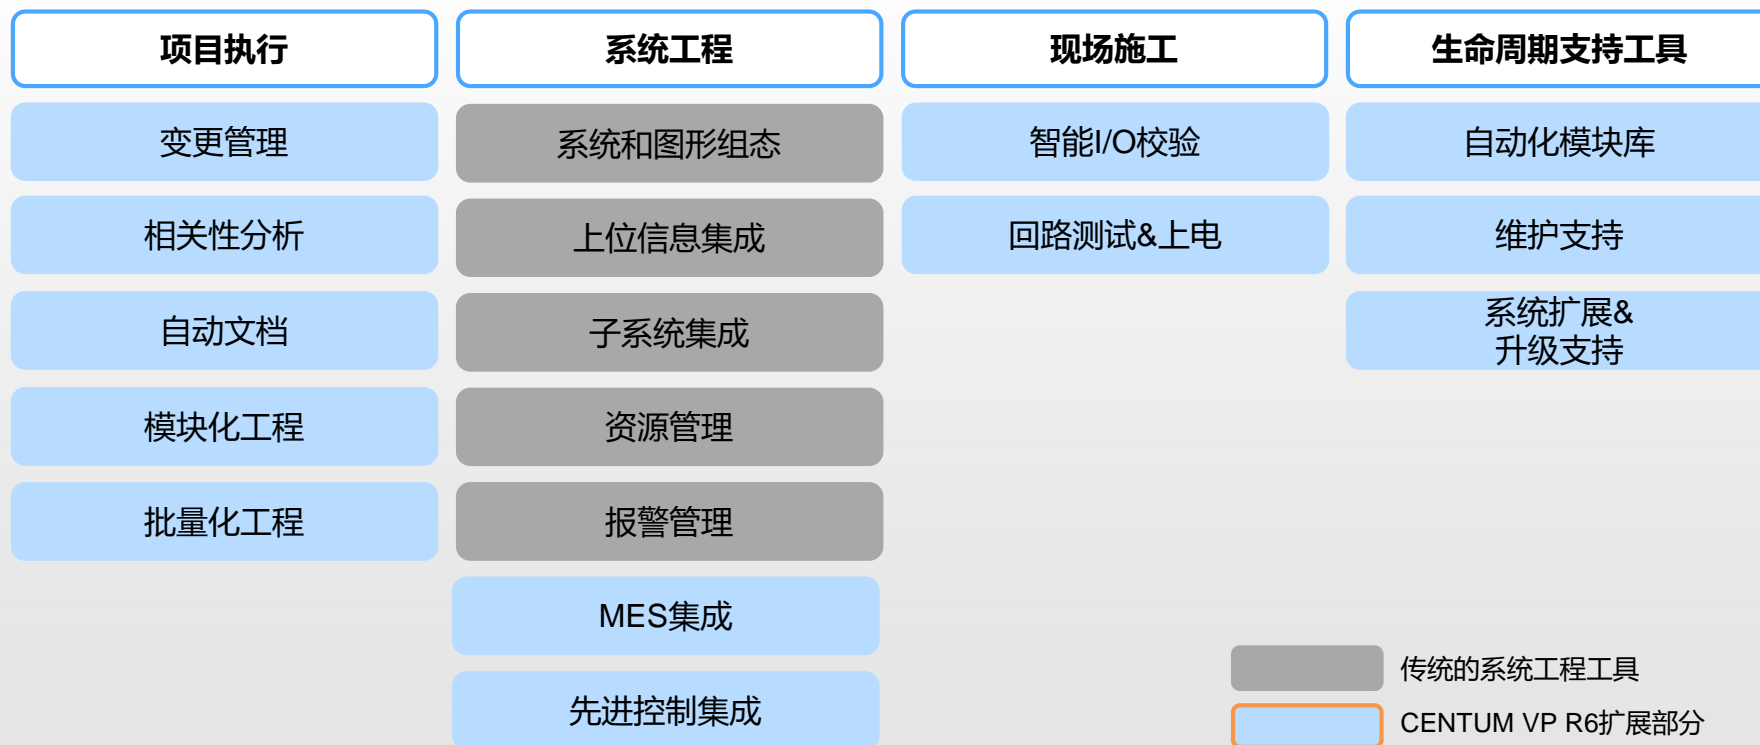 项目执行
系统工程
现场施工
生命周期支持工具
变更管理
系统和图形组态
智能I/O校验
自动化模块库
相关性分析
上位信息集成
回路测试&上电
维护支持
自动文档
子系统集成
系统扩展&
升级支持
模块化工程
资源管理
批量化工程
报警管理
MES集成
先进控制集成
传统的系统工程工具
CENTUM VP R6扩展部分